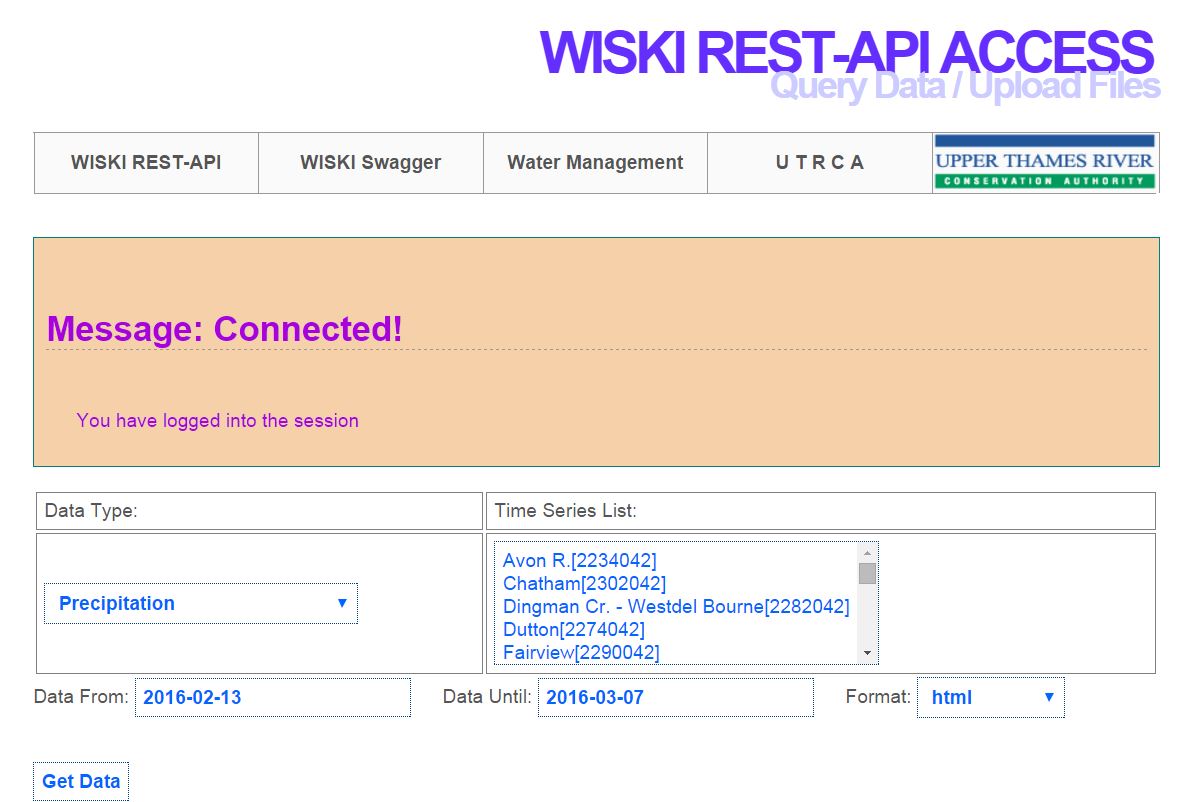 WISKI REST-API ACCESS
Query Data / Upload Files
WISKI REST-API WISKI Swagger Water Management U T R C A UPPER THAMES RIVER
CONSERVATION AUTHORITY
Message: Connected!
You have logged into the session
Data Type: Time Series List:
Precipitation
Avon R.[2234042]
Chatham[2302042]
Dingman Cr. - Westdel Bourne[2282042]
Dutton[2274042]
Fairview[2290042]
Data From: 2016-02-13 Data Until: 2016-03-07 Format: html
Get Data